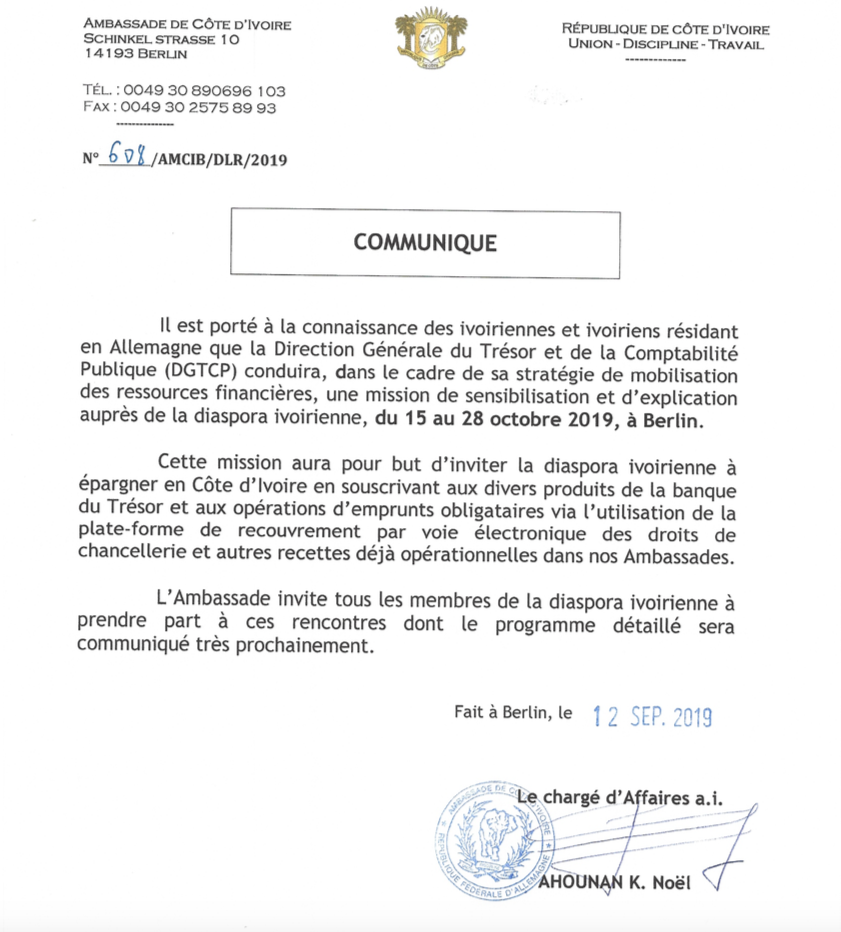 AMBASSADE DE CÔTE D'IVOIRE
SCHINKEL STRASSE 10
14193 BERLIN
TÉL. : 0049 30 890696 103
FAX : 0049 30 2575 89 93
---------------
N° 608/AMCIB/DLR/2019
RÉPUBLIQUE DE CÔTE D'IVOIRE
UNION - DISCIPLINE - TRAVAIL
-------------
COMMUNIQUE
Il est porté à la connaissance des ivoiriennes et ivoiriens résidant
en Allemagne que la Direction Générale du Trésor et de la Comptabilité
Publique (DGTCP) conduira, dans le cadre de sa stratégie de mobilisation
des ressources financières, une mission de sensibilisation et d'explication
auprès de la diaspora ivoirienne, du 15 au 28 octobre 2019, à Berlin.
Cette mission aura pour but d'inviter la diaspora ivoirienne à
épargner en Côte d'Ivoire en souscrivant aux divers produits de la banque
du Trésor et aux opérations d'emprunts obligataires via l'utilisation de la
plate-forme de recouvrement par voie électronique des droits de
chancellerie et autres recettes déjà opérationnelles dans nos Ambassades.
L'Ambassade invite tous les membres de la diaspora ivoirienne à
prendre part à ces rencontres dont le programme détaillé sera
communiqué très prochainement.
Fait à Berlin, le 12 SEP. 2019
Le chargé d'Affaires a.i.
AMBASSADE DE CÔTE D'IVOIRE
RÉPUBLIQUE FÉDÉRALE D'ALLEMAGNE
AHOUNAN K. Noël